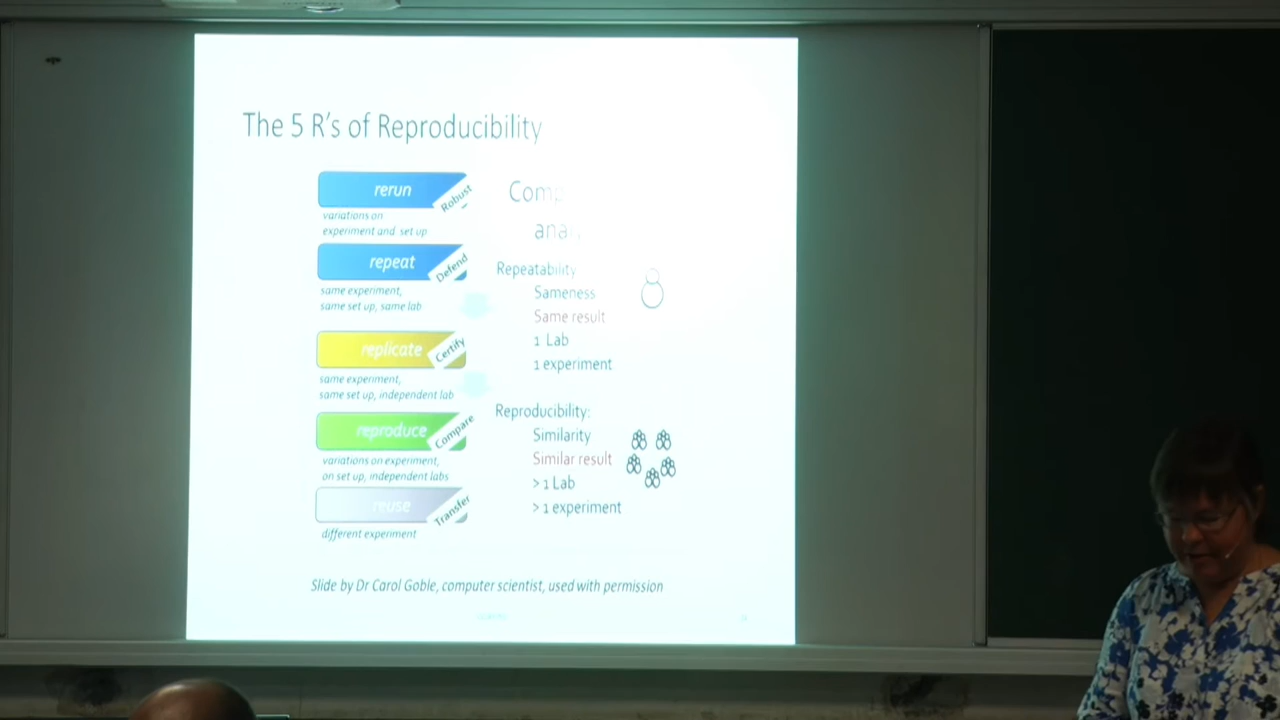 The 5 R's of Reproducibility
rerun
Robust
variations on
experiment and set up
repeat
Defend
same experiment,
same set up, same lab
replicate
Certify
same experiment,
same set up, independent lab
reproduce
Compare
variations on experiment,
on set up, independent labs
reuse
Transfer
different experiment
Repeatability
Sameness
Same result
1 Lab
1 experiment
Reproducibility:
Similarity
Similar result
> 1 Lab
> 1 experiment
Slide by Dr Carol Goble, computer scientist, used with permission